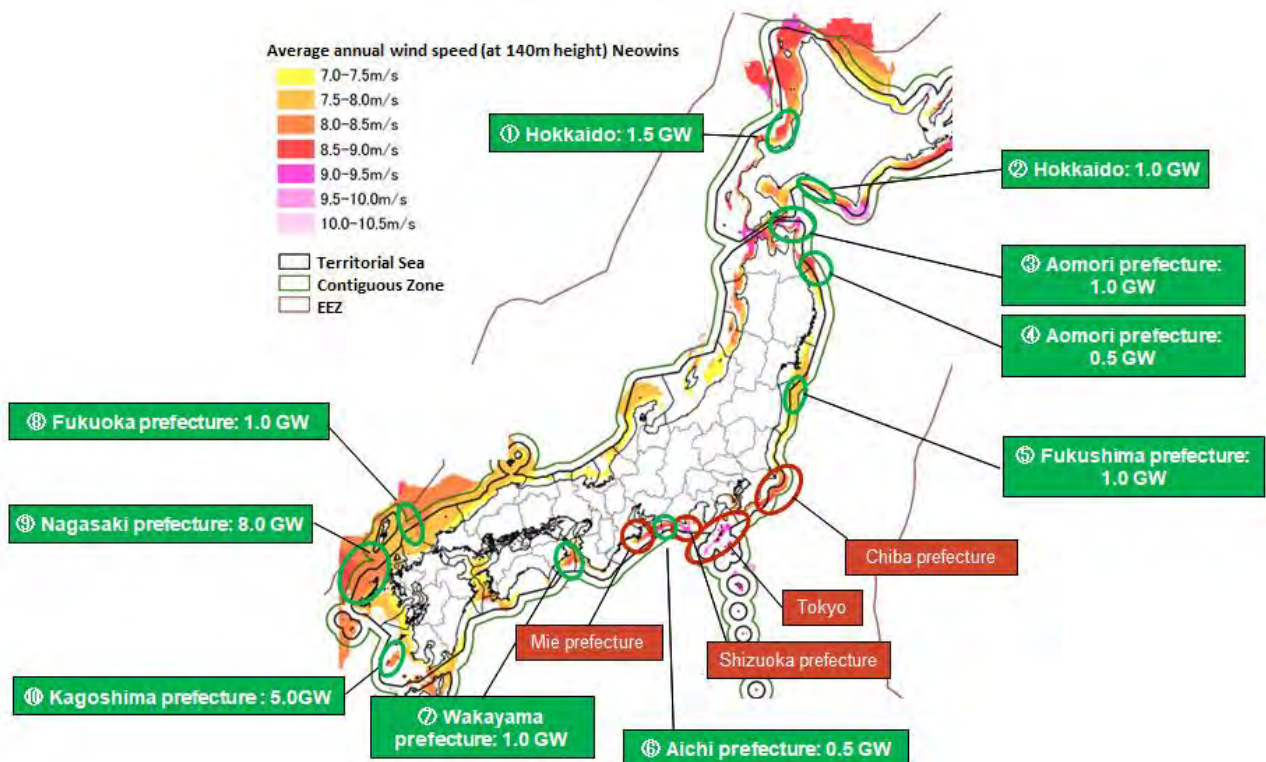 Average annual wind speed (at 140m height) Neowins
7.0-7.5m/s
7.5-8.0m/s
8.0-8.5m/s
8.5-9.0m/s
9.0-9.5m/s
9.5-10.0m/s
10.0-10.5m/s
Territorial Sea
Contiguous Zone
EEZ
① Hokkaido: 1.5 GW
② Hokkaido: 1.0 GW
③ Aomori prefecture:
1.0 GW
④ Aomori prefecture:
0.5 GW
⑤ Fukushima prefecture:
1.0 GW
⑧ Fukuoka prefecture: 1.0 GW
⑨ Nagasaki prefecture: 8.0 GW
⑩ Kagoshima prefecture : 5.0GW
⑦ Wakayama
prefecture: 1.0 GW
⑥ Aichi prefecture: 0.5 GW
Mie prefecture
Shizuoka prefecture
Tokyo
Chiba prefecture